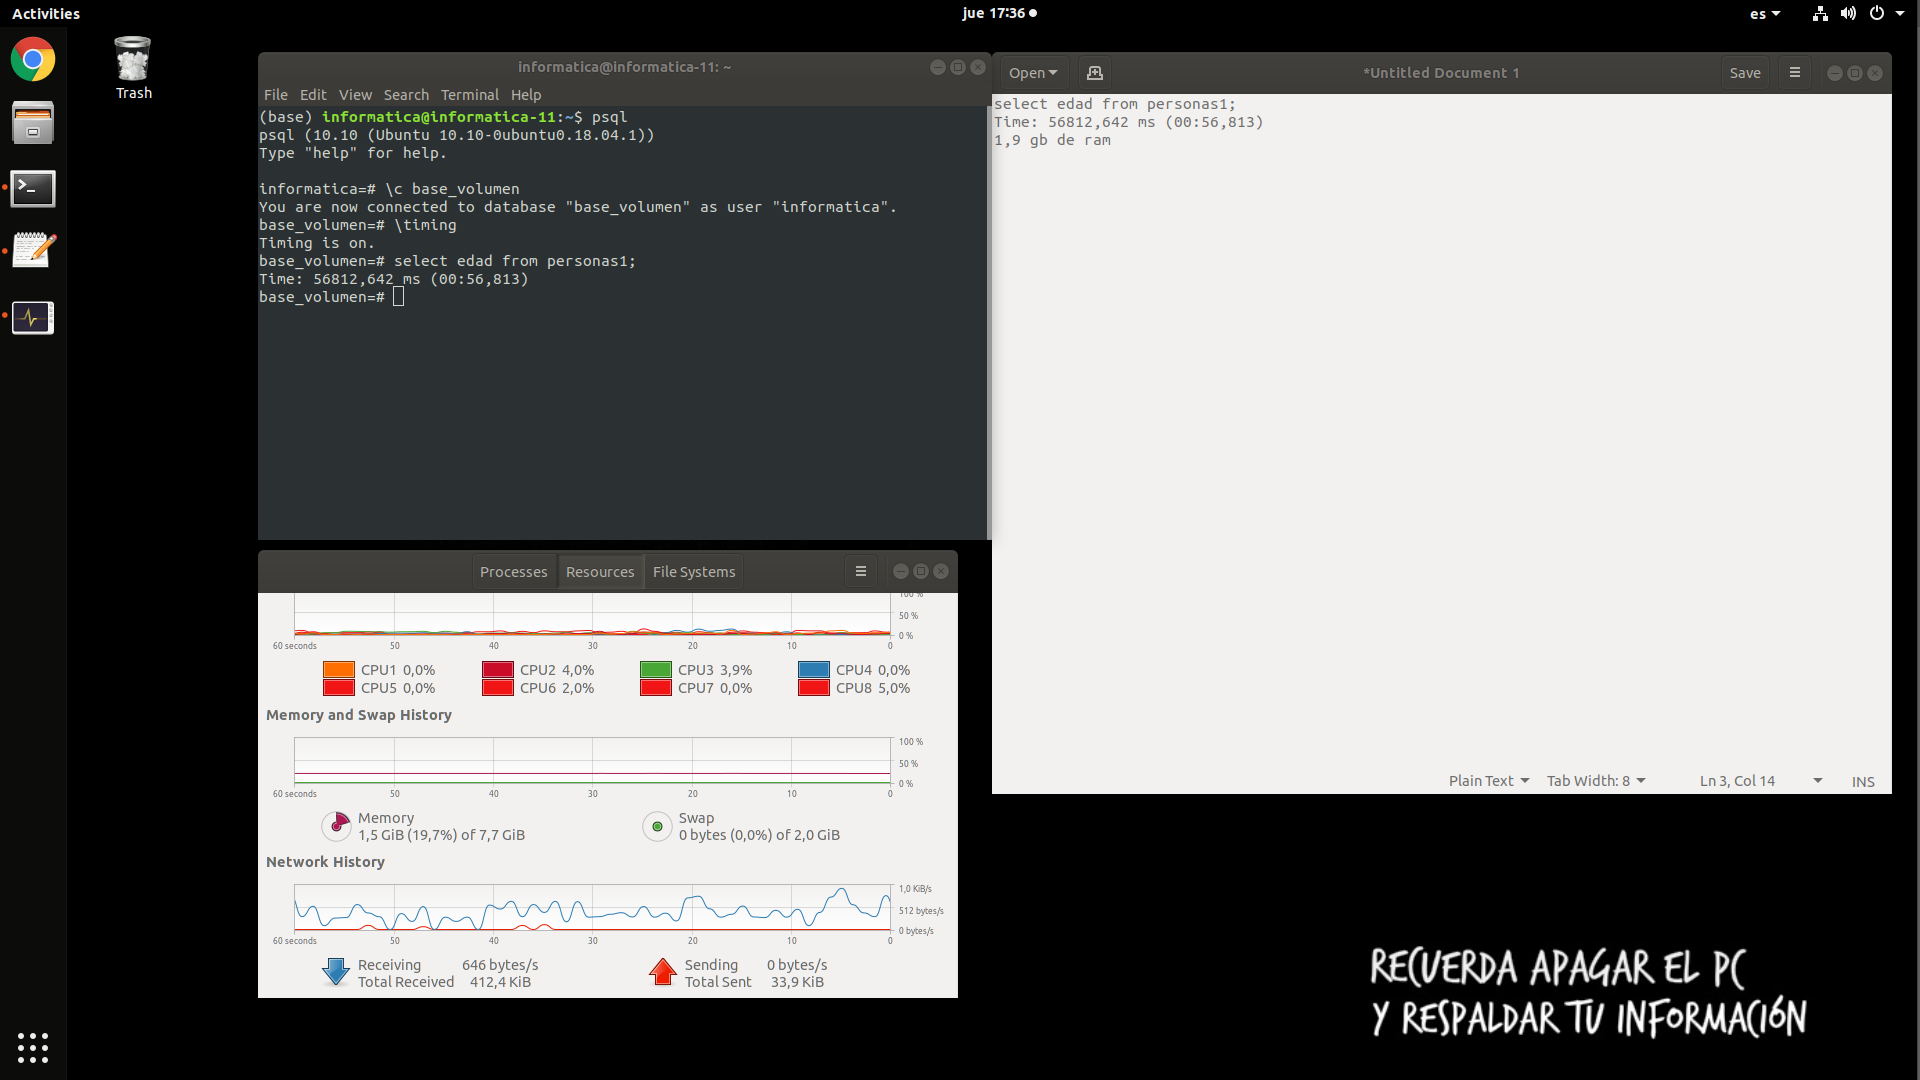 Activities
jue 17:36
es
Trash
informatica@informatica-11: ~
File Edit View Search Terminal Help
(base) informatica@informatica-11:~$ psql
psql (10.10 (Ubuntu 10.10-0ubuntu0.18.04.1))
Type "help" for help.
informatica=# \c base_volumen
You are now connected to database "base_volumen" as user "informatica".
base_volumen=# \timing
Timing is on.
base_volumen=# select edad from personas1;
Time: 56812,642 ms (00:56,813)
base_volumen=#
Open
*Untitled Document 1
Save
select edad from personas1;
Time: 56812,642 ms (00:56,813)
1,9 gb de ram
Plain Text Tab Width: 8 Ln 3, Col 14 INS
Processes Resources File Systems
100 %
50 %
0 %
60 seconds 50 40 30 20 10 0
CPU1 0,0% CPU2 4,0% CPU3 3,9% CPU4 0,0%
CPU5 0,0% CPU6 2,0% CPU7 0,0% CPU8 5,0%
Memory and Swap History
100 %
50 %
0 %
60 seconds 50 40 30 20 10 0
Memory
1,5 GiB (19,7%) of 7,7 GiB
Swap
0 bytes (0,0%) of 2,0 GiB
Network History
1,0 KiB/s
512 bytes/s
0 bytes/s
60 seconds 50 40 30 20 10 0
Receiving 646 bytes/s
Total Received 412,4 KiB
Sending 0 bytes/s
Total Sent 33,9 KiB
RECUERDA APAGAR EL PC
Y RESPALDAR TU INFORMACIÓN